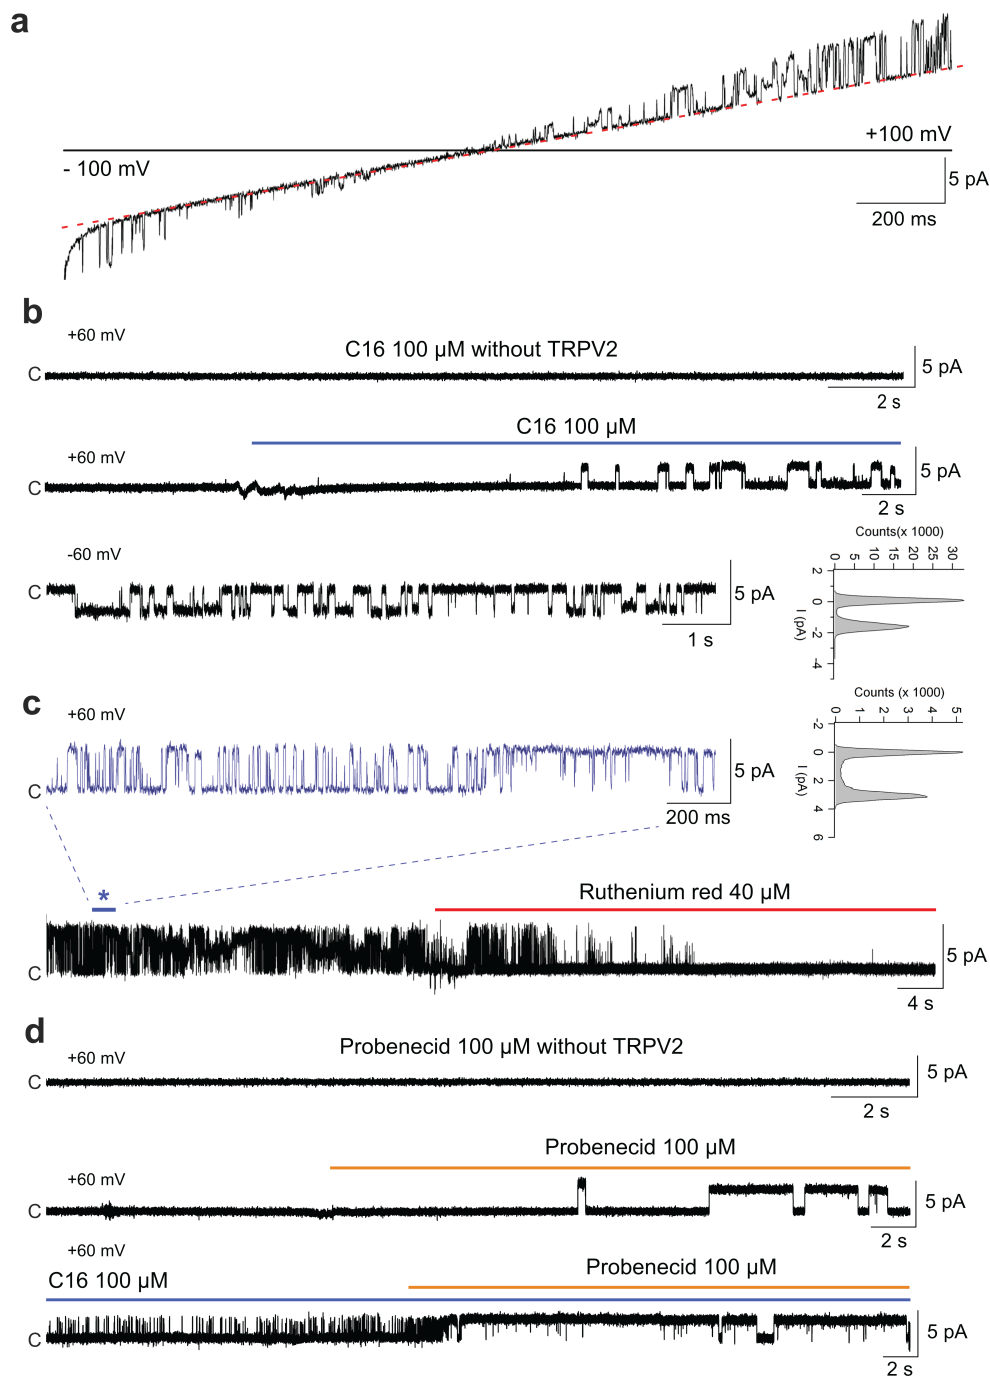 a
+100 mV
- 100 mV
5 pA
200 ms
b
+60 mV
C16 100 µM without TRPV2
C
5 pA
2 s
C16 100 µM
+60 mV
C
5 pA
2 s
-60 mV
C
5 pA
1 s
Counts(x 1000)
0 5 10 15 20 25 30
2
0
-2
-4
I (pA)
c
+60 mV
C
5 pA
200 ms
Counts (x 1000)
0 1 2 3 4 5
-2
0
2
4
6
I (pA)
*
Ruthenium red 40 µM
C
5 pA
4 s
d
+60 mV
Probenecid 100 µM without TRPV2
C
5 pA
2 s
Probenecid 100 µM
+60 mV
C
5 pA
2 s
+60 mV
C16 100 µM
Probenecid 100 µM
C
5 pA
2 s